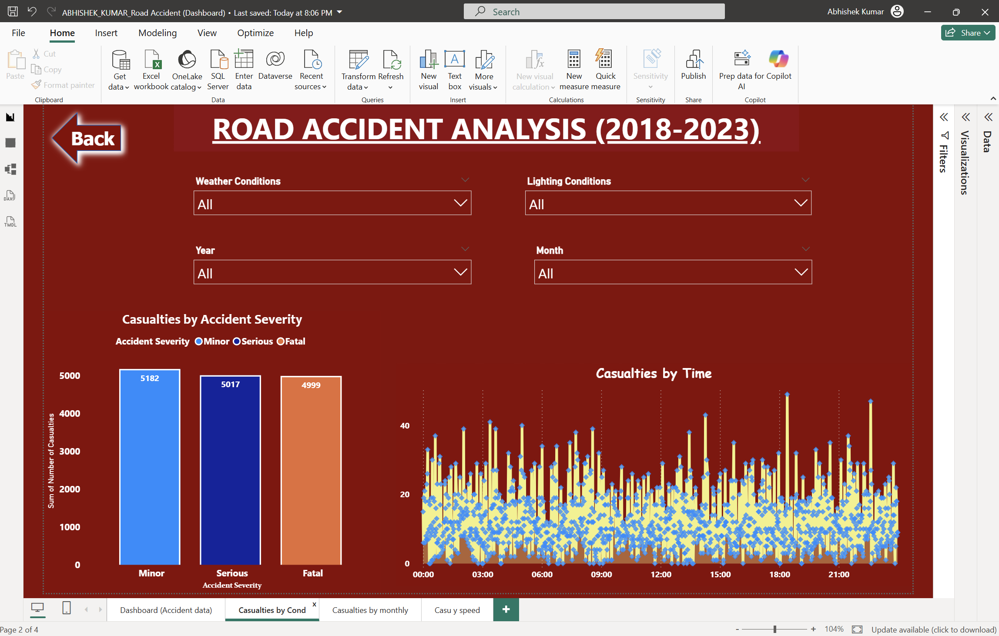 ABHISHEK_KUMAR_Road Accident (Dashboard) • Last saved: Today at 8:06 PM
Search
Abhishek Kumar
File Home Insert Modeling View Optimize Help
Share
Paste
Cut
Copy
Format painter
Clipboard
Get data
Excel workbook
OneLake catalog
SQL Server
Enter data
Dataverse
Recent sources
Data
Transform data
Refresh
Queries
New visual
Text box
More visuals
Insert
New visual calculation
New measure
Quick measure
Calculations
Sensitivity
Sensitivity
Publish
Share
Prep data for AI
Copilot
Copilot
DAX
TMDL
Back
ROAD ACCIDENT ANALYSIS (2018-2023)
Filters
Visualizations
Data
Weather Conditions
All
Lighting Conditions
All
Year
All
Month
All
Casualties by Accident Severity
Accident Severity Minor Serious Fatal
Sum of Number of Casualties
5000
4000
3000
2000
1000
0
5182
5017
4999
Minor Serious Fatal
Accident Severity
Casualties by Time
40
20
0
00:00 03:00 06:00 09:00 12:00 15:00 18:00 21:00
Dashboard (Accident data)
Casualties by Cond
x
Casualties by monthly
Casu y speed
+
Page 2 of 4
- + 104%
Update available (click to download)